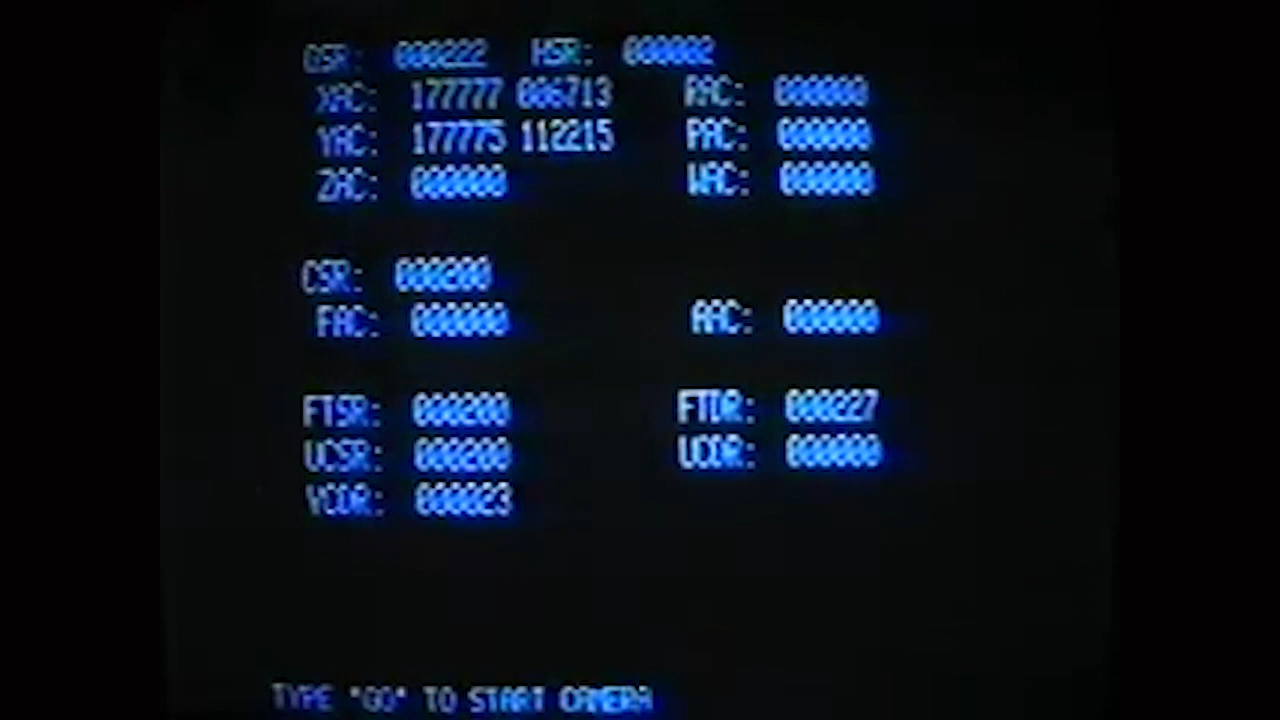 DSR: 000222 HSR: 000002
XAC: 177777 006713 RAC: 000000
YAC: 177775 112215 PAC: 000000
ZAC: 000000 WAC: 000000
CSR: 000200
FAC: 000000 AAC: 000000
FTSR: 000200 FTDR: 000227
UCSR: 000200 UCDR: 000000
VCDR: 000023
TYPE "GO" TO START CAMERA